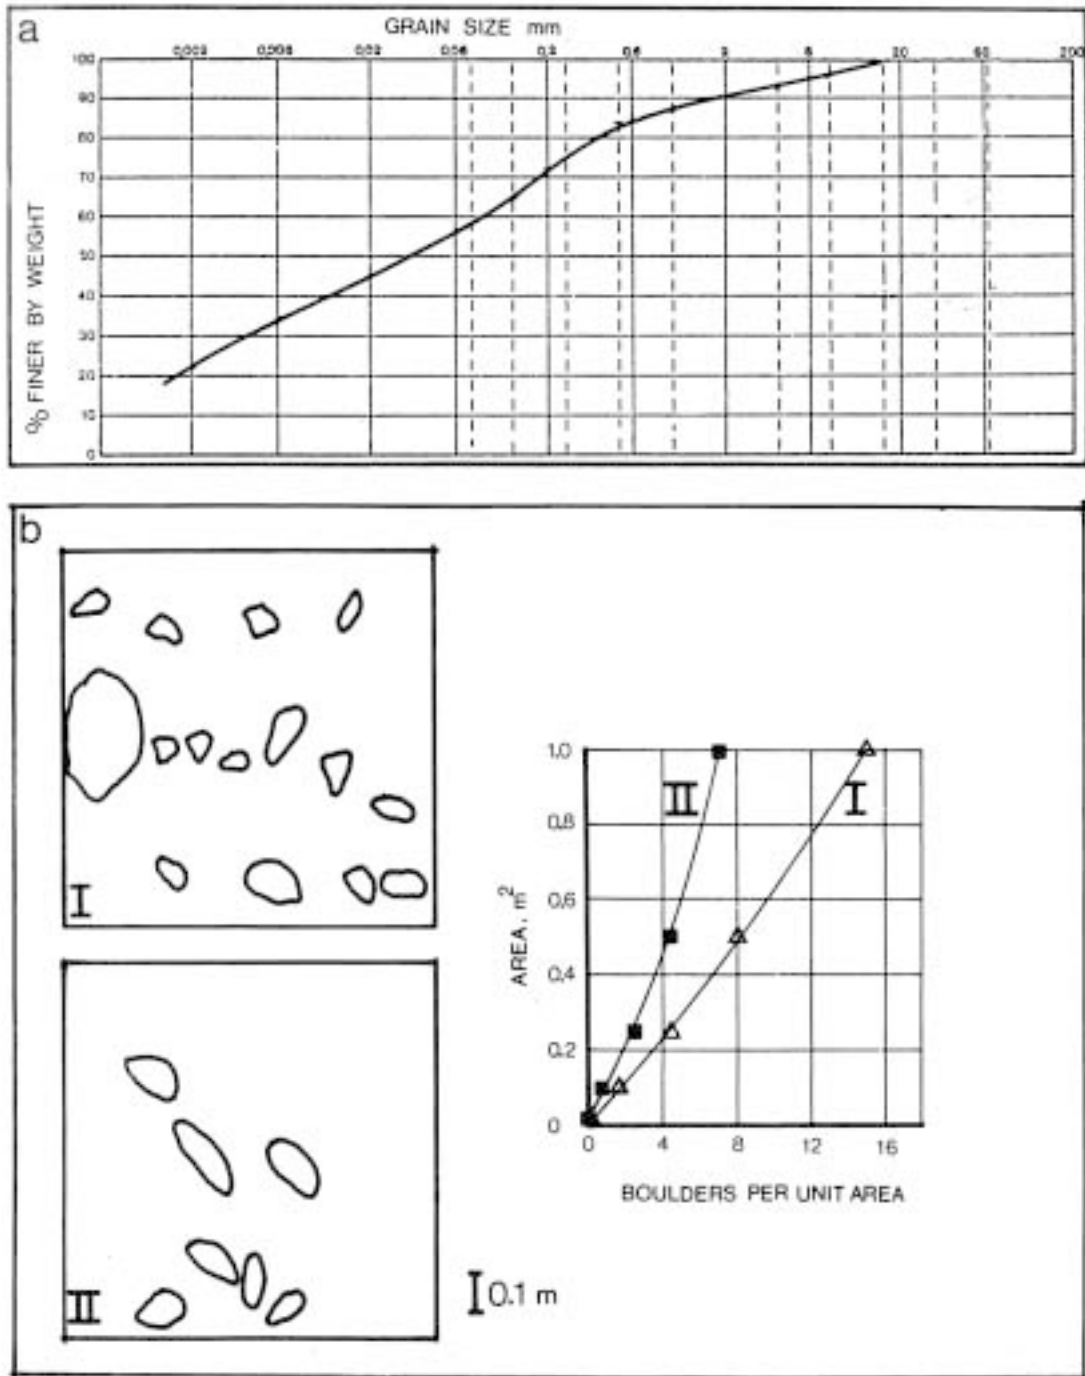 a
GRAIN SIZE mm
0,002 0,006 0,02 0,06 0,2 0,6 2 6 20 60 200
100
90
80
70
60
50
40
30
20
10
0
% FINER BY WEIGHT
b
I
II
0.1 m
1.0
0.8
0.6
0.4
0.2
0
AREA, m²
II
I
0 4 8 12 16
BOULDERS PER UNIT AREA